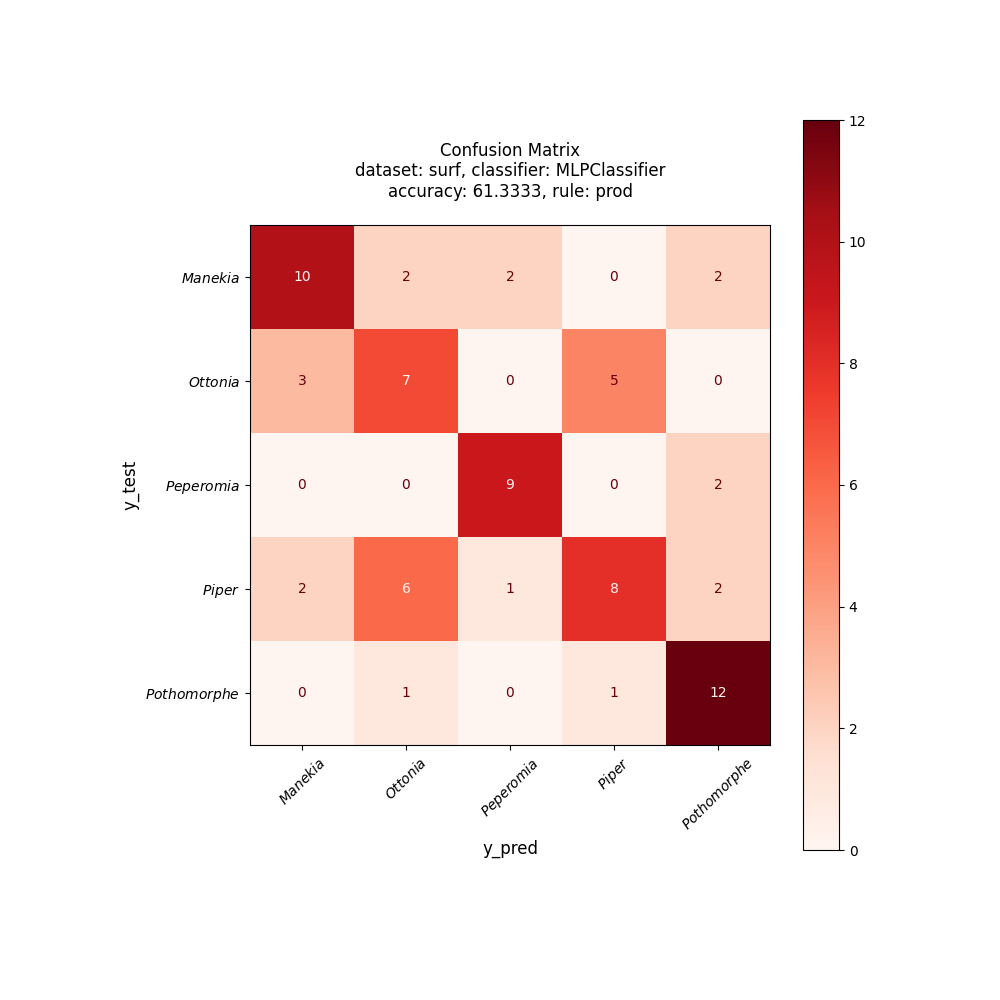 Confusion Matrix
dataset: surf, classifier: MLPClassifier
accuracy: 61.3333, rule: prod
12
10
8
6
4
2
0
y_test
Manekia 10 2 2 0 2
Ottonia 3 7 0 5 0
Peperomia 0 0 9 0 2
Piper 2 6 1 8 2
Pothomorphe 0 1 0 1 12
Manekia Ottonia Peperomia Piper Pothomorphe
y_pred